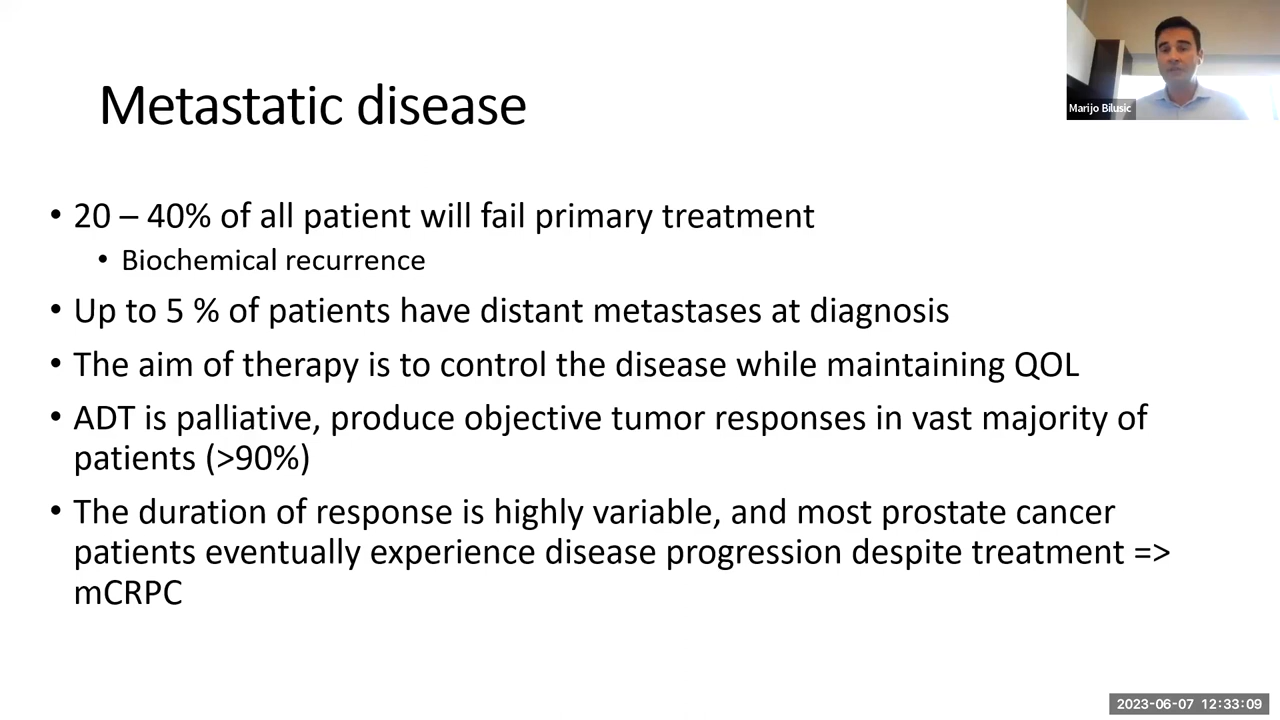 Marijo Bilusic
Metastatic disease
• 20 – 40% of all patient will fail primary treatment
• Biochemical recurrence
• Up to 5 % of patients have distant metastases at diagnosis
• The aim of therapy is to control the disease while maintaining QOL
• ADT is palliative, produce objective tumor responses in vast majority of
patients (>90%)
• The duration of response is highly variable, and most prostate cancer
patients eventually experience disease progression despite treatment =>
mCRPC
2023-06-07 12:33:09